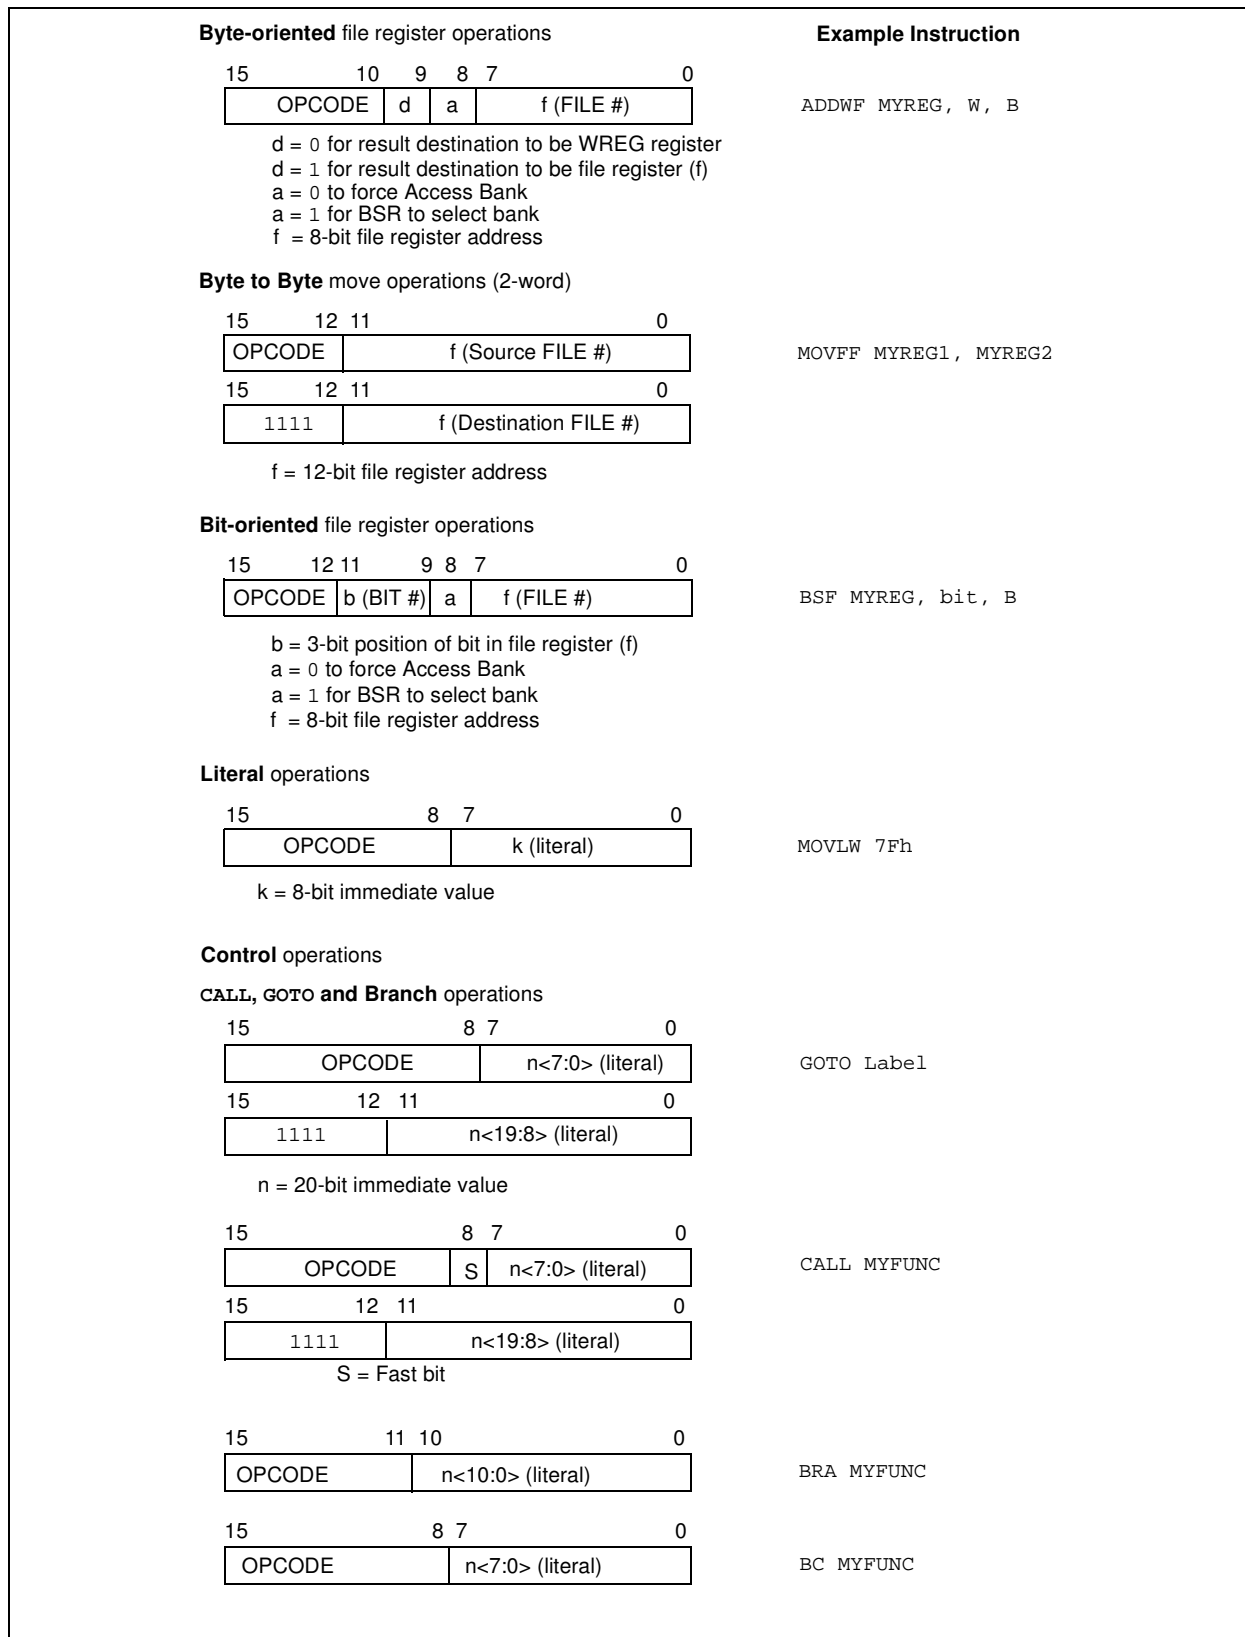 Byte-oriented file register operations Example Instruction
15 10 9 8 7 0
OPCODE d a f (FILE #) ADDWF MYREG, W, B
d = 0 for result destination to be WREG register
d = 1 for result destination to be file register (f)
a = 0 to force Access Bank
a = 1 for BSR to select bank
f = 8-bit file register address
Byte to Byte move operations (2-word)
15 12 11 0
OPCODE f (Source FILE #) MOVFF MYREG1, MYREG2
15 12 11 0
1111 f (Destination FILE #)
f = 12-bit file register address
Bit-oriented file register operations
15 12 11 9 8 7 0
OPCODE b (BIT #) a f (FILE #) BSF MYREG, bit, B
b = 3-bit position of bit in file register (f)
a = 0 to force Access Bank
a = 1 for BSR to select bank
f = 8-bit file register address
Literal operations
15 8 7 0
OPCODE k (literal) MOVLW 7Fh
k = 8-bit immediate value
Control operations
CALL, GOTO and Branch operations
15 8 7 0
OPCODE n<7:0> (literal) GOTO Label
15 12 11 0
1111 n<19:8> (literal)
n = 20-bit immediate value
15 8 7 0
OPCODE S n<7:0> (literal) CALL MYFUNC
15 12 11 0
1111 n<19:8> (literal)
S = Fast bit
15 11 10 0
OPCODE n<10:0> (literal) BRA MYFUNC
15 8 7 0
OPCODE n<7:0> (literal) BC MYFUNC